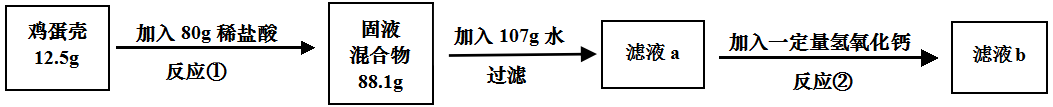 鸡蛋壳
12.5g
加入 80g 稀盐酸
反应①
固液
混合物
88.1g
加入 107g 水
过滤
滤液 a
加入一定量氢氧化钙
反应②
滤液 b